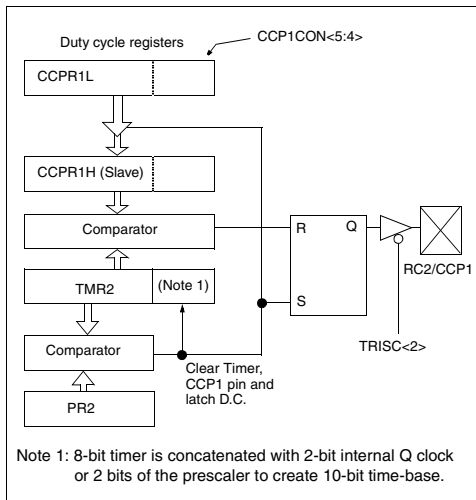 Duty cycle registers
CCP1CON<5:4>
CCPR1L
CCPR1H (Slave)
Comparator
R
Q
RC2/CCP1
TMR2
(Note 1)
S
TRISC<2>
Comparator
Clear Timer,
CCP1 pin and
latch D.C.
PR2
Note 1: 8-bit timer is concatenated with 2-bit internal Q clock
or 2 bits of the prescaler to create 10-bit time-base.